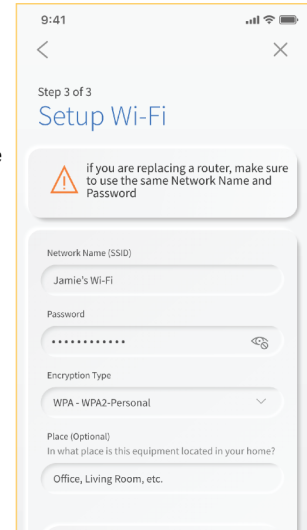 9:41
Step 3 of 3
Setup Wi-Fi
e
if you are replacing a router, make sure
to use the same Network Name and
Password
Network Name (SSID)
Jamie's Wi-Fi
Password
••••••••••••
Encryption Type
WPA - WPA2-Personal
Place (Optional)
In what place is this equipment located in your home?
Office, Living Room, etc.